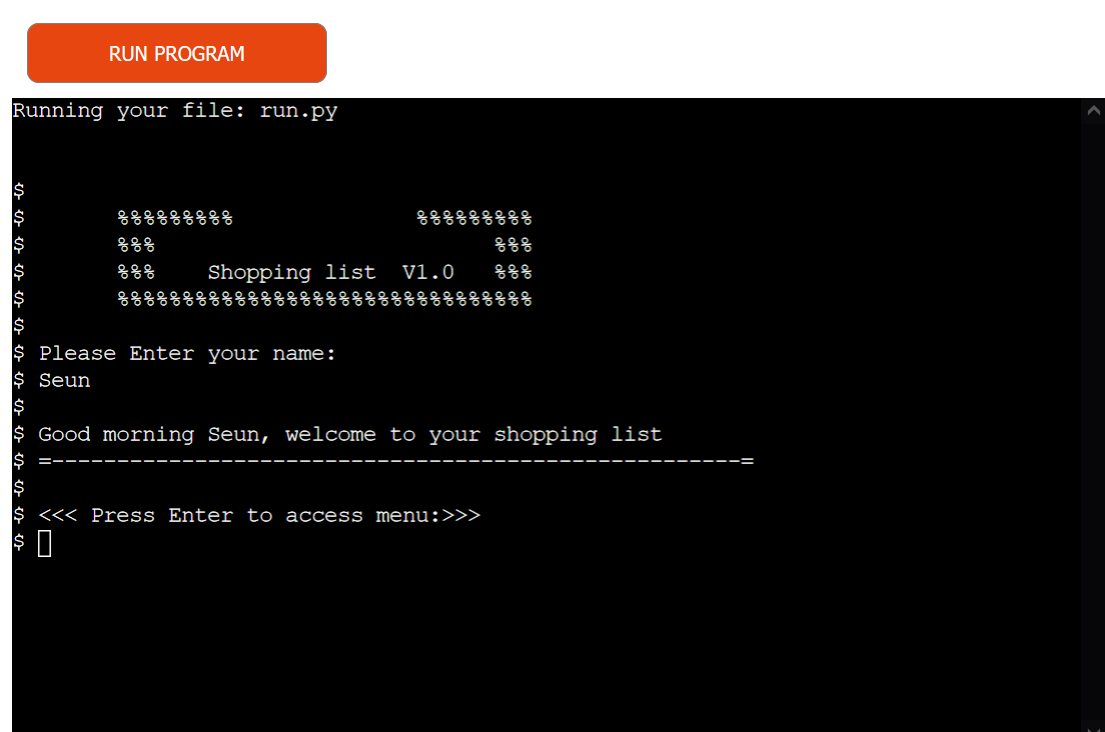 RUN PROGRAM
Running your file: run.py
$
$       %%%%%%%%%              %%%%%%%%%
$       %%%                          %%%
$       %%%    Shopping list  V1.0   %%%
$       %%%%%%%%%%%%%%%%%%%%%%%%%%%%%%%%
$
$ Please Enter your name:
$ Seun
$
$ Good morning Seun, welcome to your shopping list
$ =-----------------------------------------------------=
$
$ <<< Press Enter to access menu:>>>
$